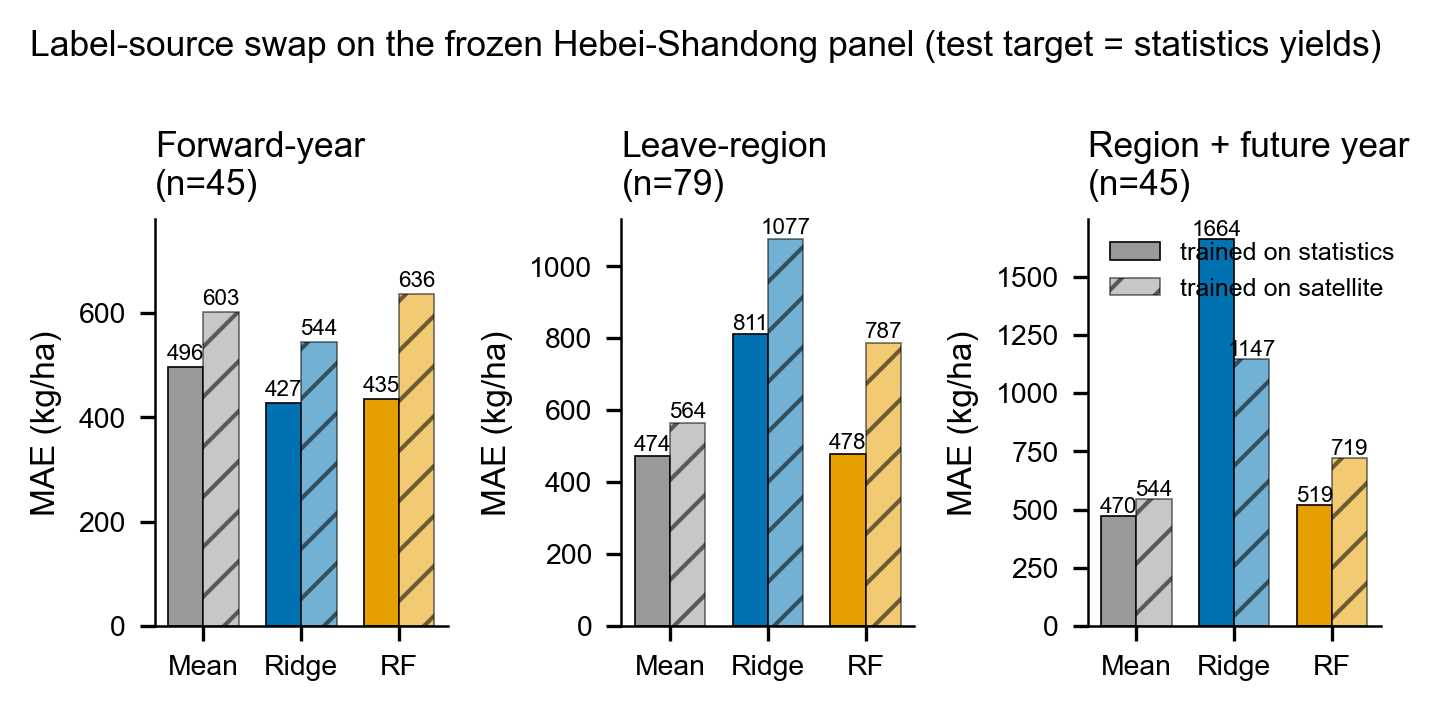 Label-source swap on the frozen Hebei-Shandong panel (test target = statistics yields)
Forward-year
(n=45)
MAE (kg/ha)
600
400
200
0
496
603
427
544
435
636
Mean
Ridge
RF
Leave-region
(n=79)
MAE (kg/ha)
1000
800
600
400
200
0
474
564
811
1077
478
787
Mean
Ridge
RF
Region + future year
(n=45)
MAE (kg/ha)
1500
1250
1000
750
500
250
0
trained on statistics
trained on satellite
470
544
1664
1147
519
719
Mean
Ridge
RF